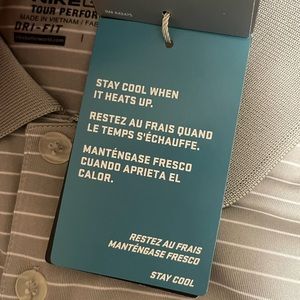 TOUR PERFOR
MADE IN VIETNAM / FAB
DRI-FIT
STAY COOL WHEN
IT HEATS UP.
RESTEZ AU FRAIS QUAND
LE TEMPS S'ÉCHAUFFE.
MANTÉNGASE FRESCO
CUANDO APRIETA EL
CALOR.
RESTEZ AU FRAIS
MANTÉNGASE FRESCO
STAY COOL